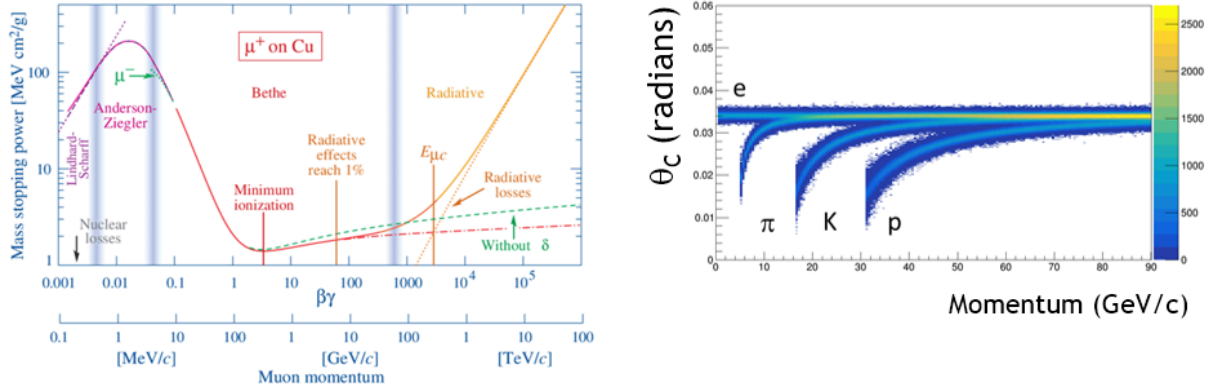 Mass stopping power [MeV cm²/g]
100
10
1
μ⁺ on Cu
μ⁻
Anderson-
Ziegler
Lindhard-
Scharff
Bethe
Radiative
Radiative
effects
reach 1%
Eμc
Minimum
ionization
Radiative
losses
Nuclear
losses
Without δ
0.001 0.01 0.1 1 10 100 1000 10⁴ 10⁵
βγ
0.1 1 10 100 1 10 100 1 10 100
[MeV/c] [GeV/c] [TeV/c]
Muon momentum
θC (radians)
0.06
0.05
0.04
0.03
0.02
0.01
0
e
π K p
0 10 20 30 40 50 60 70 80 90
Momentum (GeV/c)
2500
2000
1500
1000
500
0